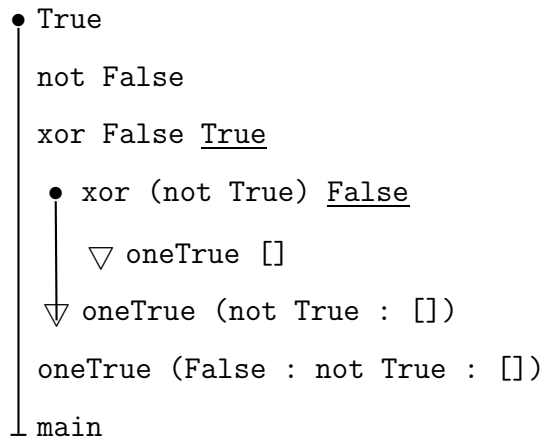 True
not False
xor False True
xor (not True) False
oneTrue []
oneTrue (not True : [])
oneTrue (False : not True : [])
main